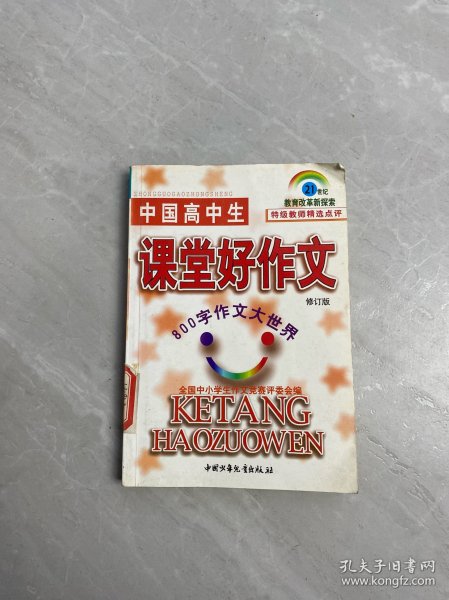 ZHONGGUOGAOZHONGSHENG
中国高中生
21世纪
教育改革新探索
特级教师精选点评
课堂好作文
修订版
800字作文大世界
全国中小学生作文竞赛评委会编
KETANG
HAOZUOWEN
中国少年儿童出版社
孔夫子旧书网
www.kongfz.com